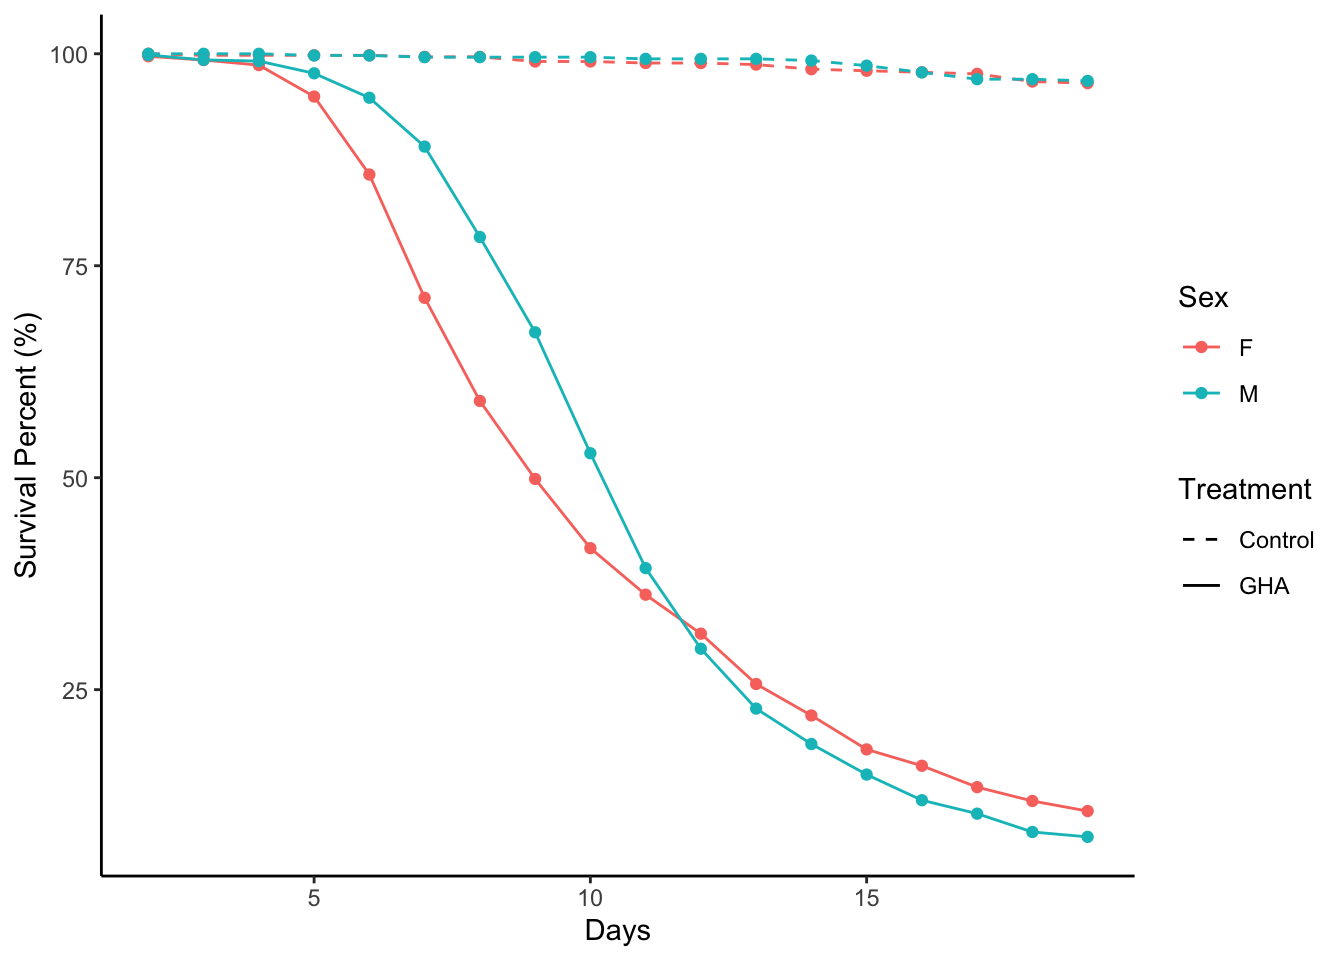 Survival Percent (%)
100
75
50
25
5
10
15
Days
Sex
F
M
Treatment
Control
GHA